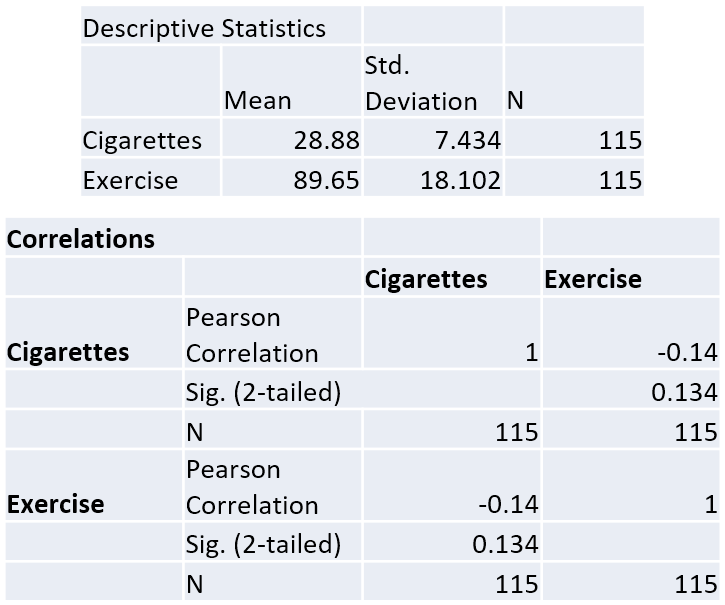 Descriptive Statistics
Std.
Mean Deviation N
Cigarettes 28.88 7.434 115
Exercise 89.65 18.102 115
Correlations
Cigarettes Exercise
Pearson
Cigarettes Correlation 1 -0.14
Sig. (2-tailed) 0.134
N 115 115
Pearson
Exercise Correlation -0.14 1
Sig. (2-tailed) 0.134
N 115 115